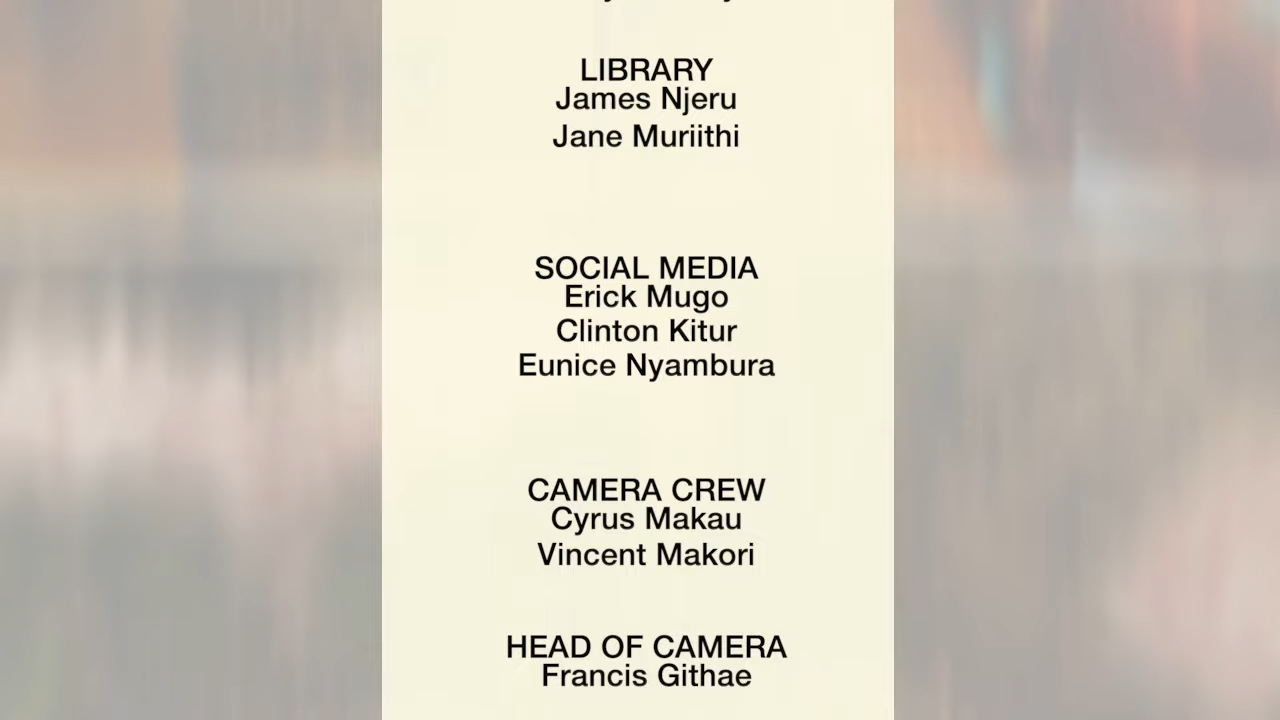 LIBRARY
James Njeru
Jane Muriithi
SOCIAL MEDIA
Erick Mugo
Clinton Kitur
Eunice Nyambura
CAMERA CREW
Cyrus Makau
Vincent Makori
HEAD OF CAMERA
Francis Githae